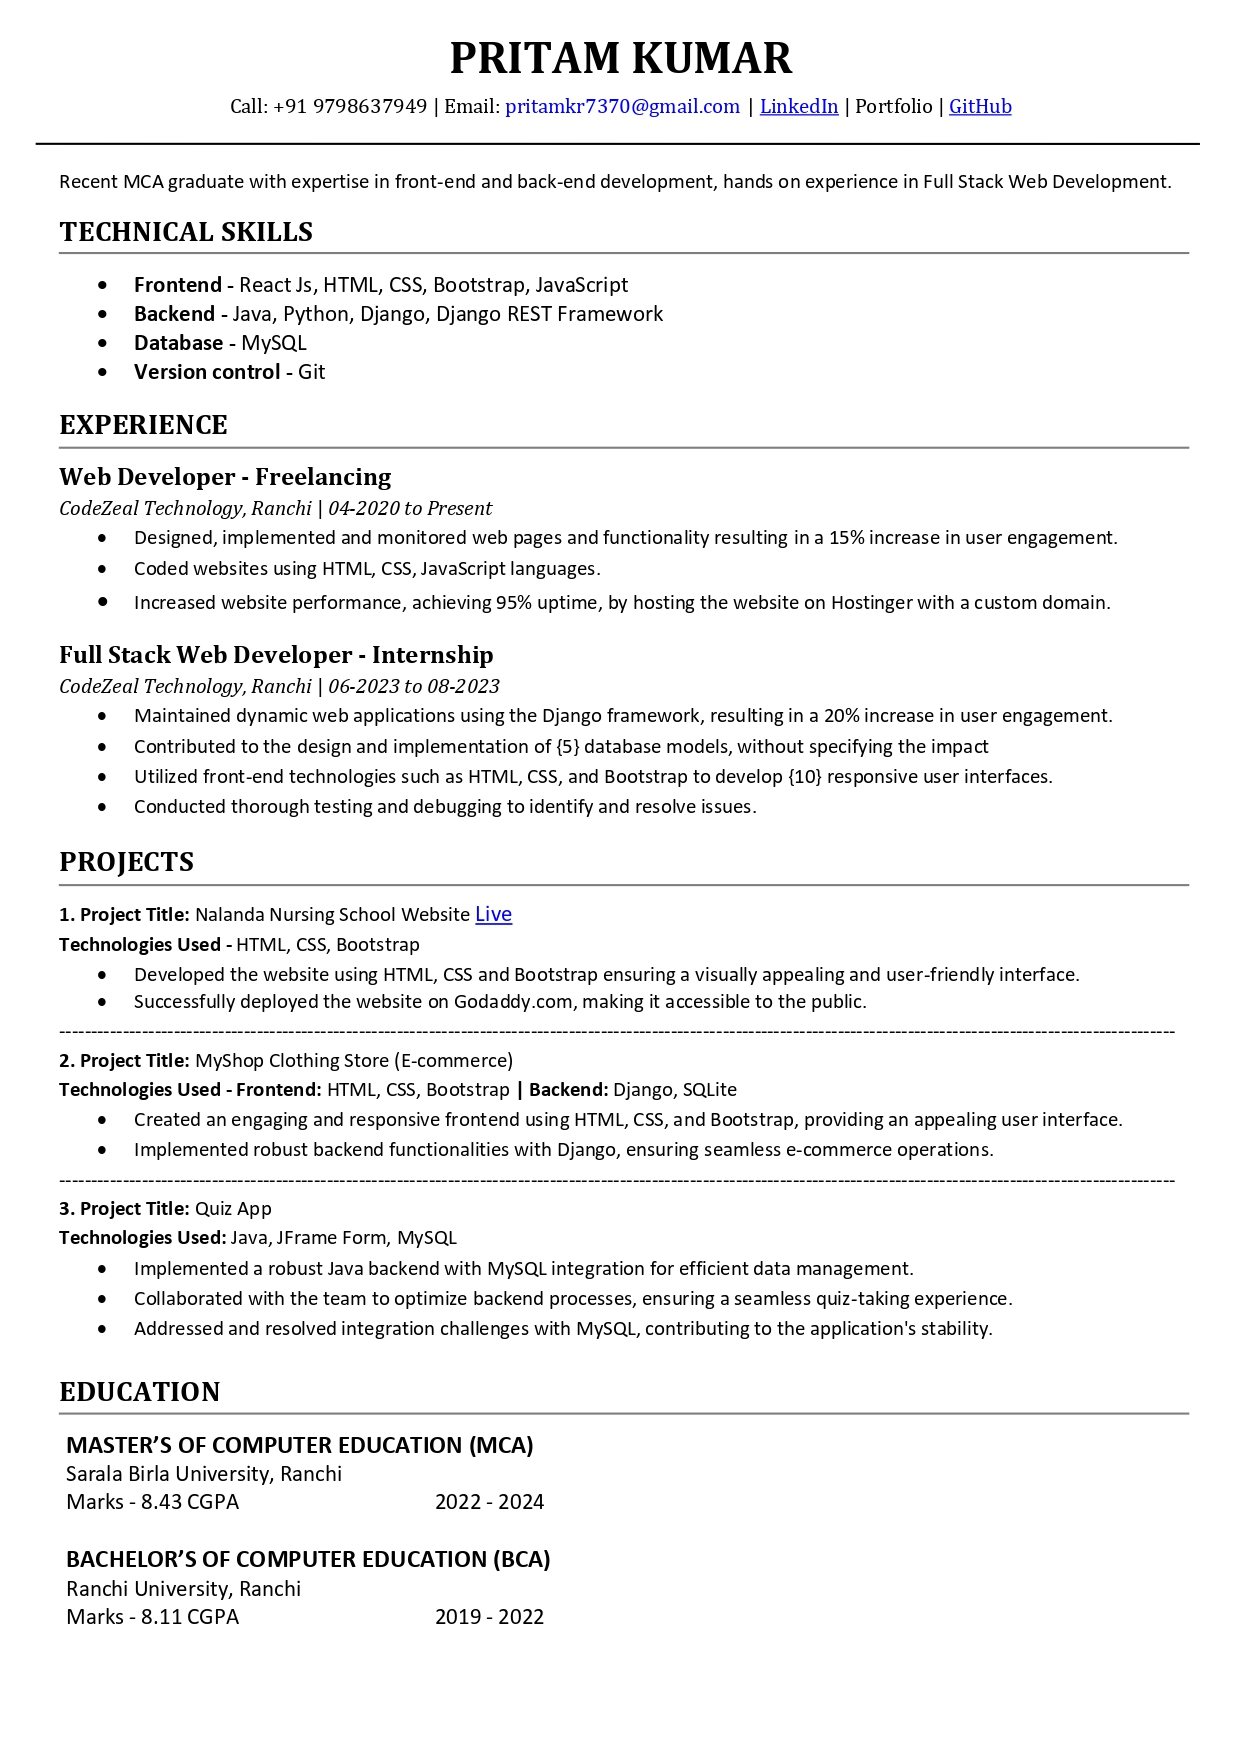 PRITAM KUMAR
Call: +91 9798637949 | Email: pritamkr7370@gmail.com | LinkedIn | Portfolio | GitHub
Recent MCA graduate with expertise in front-end and back-end development, hands on experience in Full Stack Web Development.
TECHNICAL SKILLS
• Frontend - React Js, HTML, CSS, Bootstrap, JavaScript
• Backend - Java, Python, Django, Django REST Framework
• Database - MySQL
• Version control - Git
EXPERIENCE
Web Developer - Freelancing
CodeZeal Technology, Ranchi | 04-2020 to Present
• Designed, implemented and monitored web pages and functionality resulting in a 15% increase in user engagement.
• Coded websites using HTML, CSS, JavaScript languages.
• Increased website performance, achieving 95% uptime, by hosting the website on Hostinger with a custom domain.
Full Stack Web Developer - Internship
CodeZeal Technology, Ranchi | 06-2023 to 08-2023
• Maintained dynamic web applications using the Django framework, resulting in a 20% increase in user engagement.
• Contributed to the design and implementation of {5} database models, without specifying the impact
• Utilized front-end technologies such as HTML, CSS, and Bootstrap to develop {10} responsive user interfaces.
• Conducted thorough testing and debugging to identify and resolve issues.
PROJECTS
1. Project Title: Nalanda Nursing School Website Live
Technologies Used - HTML, CSS, Bootstrap
• Developed the website using HTML, CSS and Bootstrap ensuring a visually appealing and user-friendly interface.
• Successfully deployed the website on Godaddy.com, making it accessible to the public.
2. Project Title: MyShop Clothing Store (E-commerce)
Technologies Used - Frontend: HTML, CSS, Bootstrap | Backend: Django, SQLite
• Created an engaging and responsive frontend using HTML, CSS, and Bootstrap, providing an appealing user interface.
• Implemented robust backend functionalities with Django, ensuring seamless e-commerce operations.
3. Project Title: Quiz App
Technologies Used: Java, JFrame Form, MySQL
• Implemented a robust Java backend with MySQL integration for efficient data management.
• Collaborated with the team to optimize backend processes, ensuring a seamless quiz-taking experience.
• Addressed and resolved integration challenges with MySQL, contributing to the application's stability.
EDUCATION
MASTER’S OF COMPUTER EDUCATION (MCA)
Sarala Birla University, Ranchi
Marks - 8.43 CGPA 2022 - 2024
BACHELOR’S OF COMPUTER EDUCATION (BCA)
Ranchi University, Ranchi
Marks - 8.11 CGPA 2019 - 2022